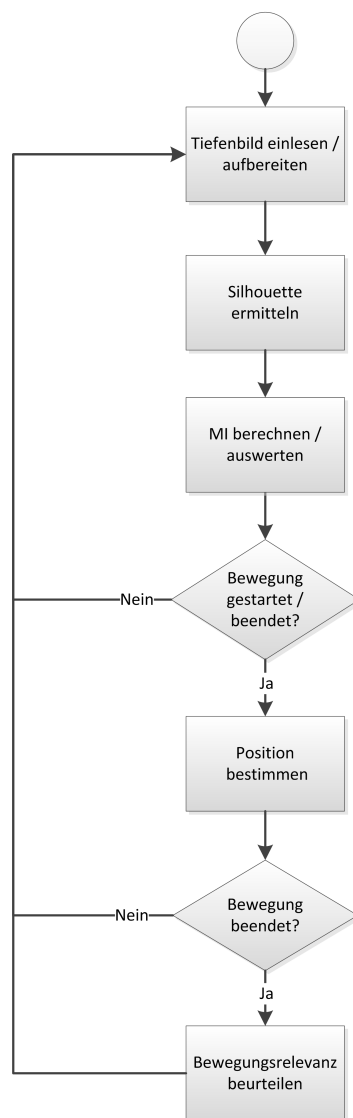 Tiefenbild einlesen /
aufbereiten
Silhouette
ermitteln
MI berechnen /
auswerten
Bewegung
gestartet /
beendet?
Nein
Ja
Position
bestimmen
Bewegung
beendet?
Nein
Ja
Bewegungsrelevanz
beurteilen